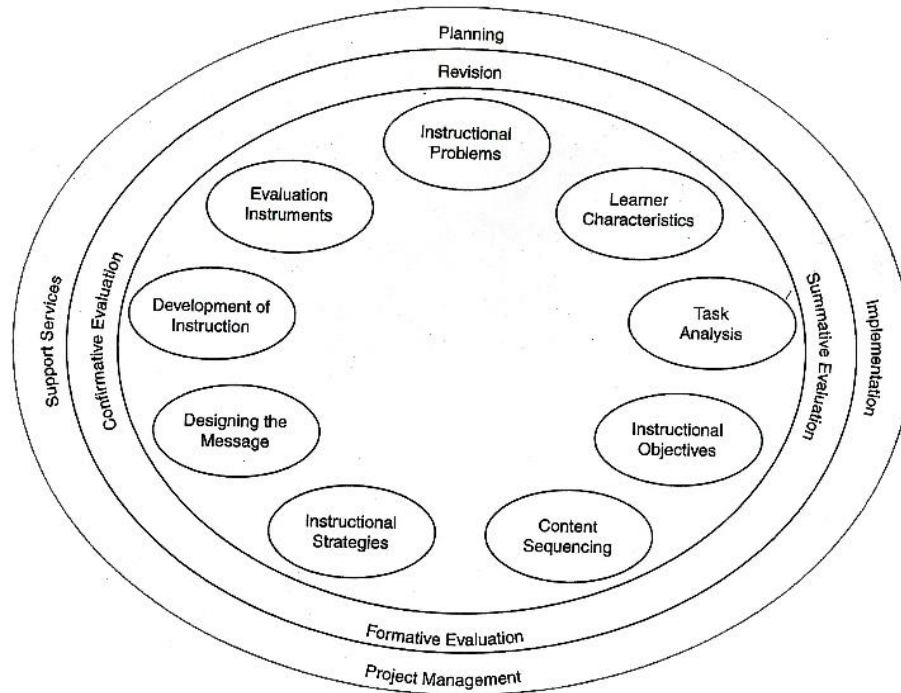 Planning
Revision
Instructional
Problems
Evaluation
Instruments
Learner
Characteristics
Development of
Instruction
Task
Analysis
Support Services
Confirmative Evaluation
Summative Evaluation
Implementation
Designing the
Message
Instructional
Objectives
Instructional
Strategies
Content
Sequencing
Formative Evaluation
Project Management